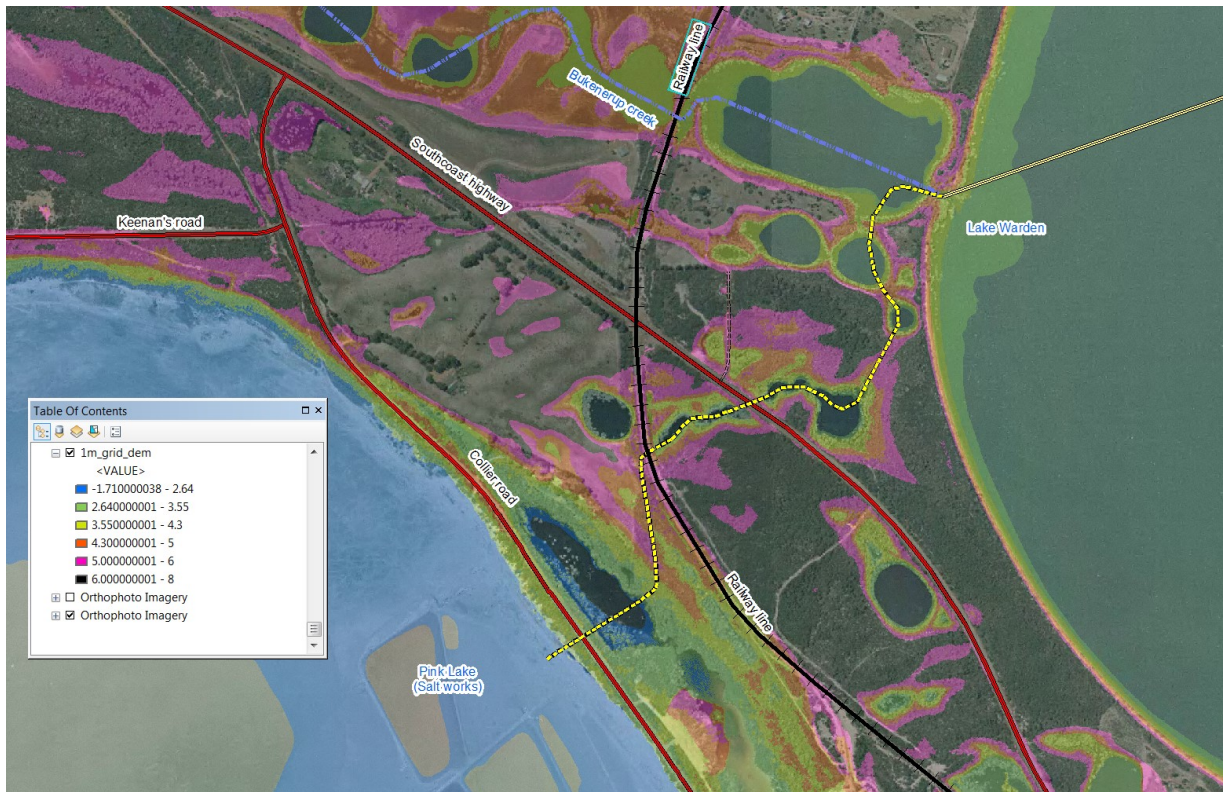 Railway line
Bukenerup creek
Southcoast highway
Keenan's road
Lake Warden
Table Of Contents
1m_grid_dem
<VALUE>
-1.710000038 - 2.64
2.640000001 - 3.55
3.550000001 - 4.3
4.300000001 - 5
5.000000001 - 6
6.000000001 - 8
Orthophoto Imagery
Orthophoto Imagery
Collier road
Railway line
Pink Lake
(Salt works)